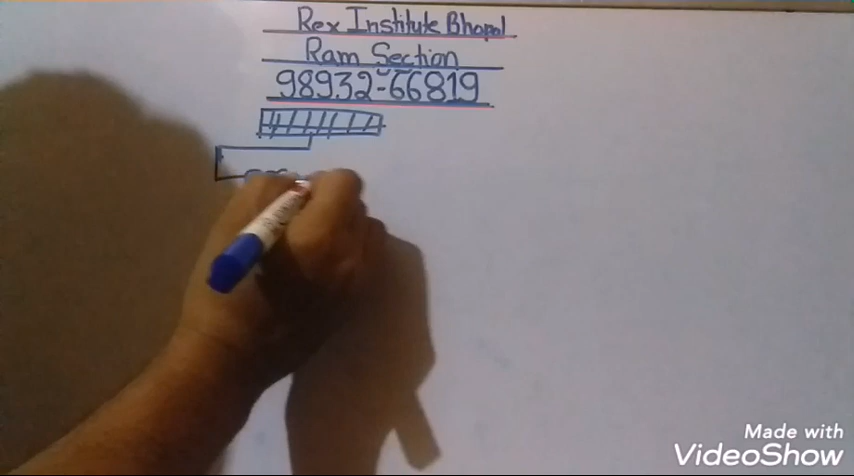 Rex Institute Bhopal
Ram Section
98932-66819
Made with
VideoShow